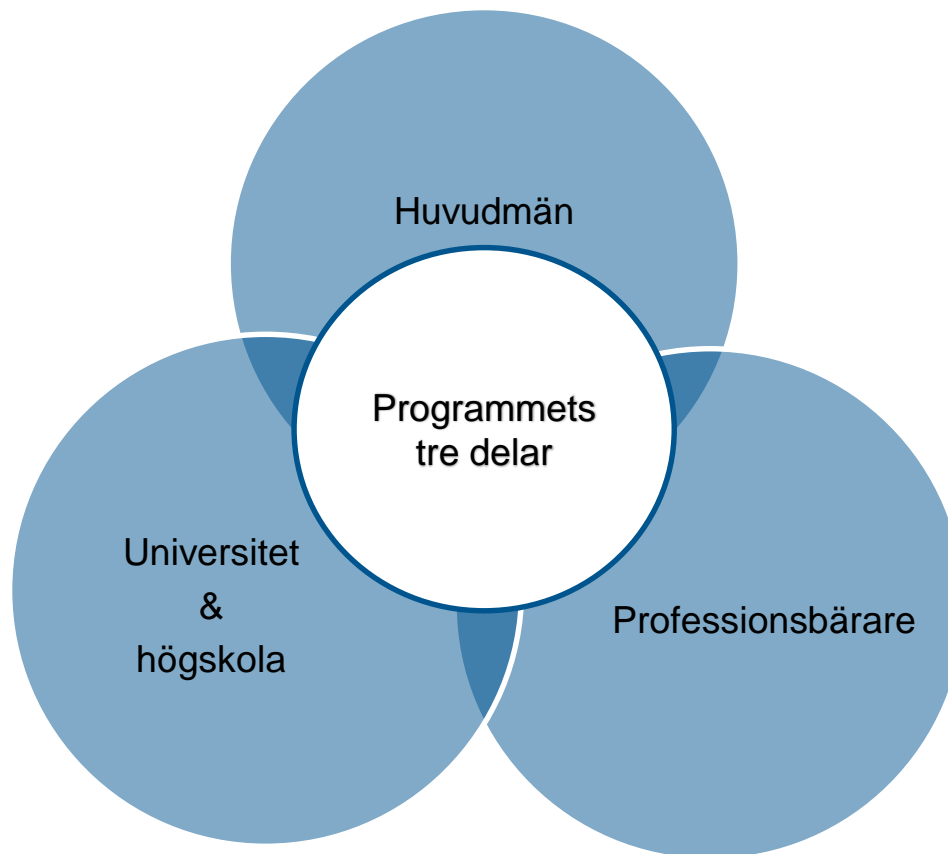 Huvudmän
Programmets
tre delar
Universitet
&
högskola
Professionsbärare